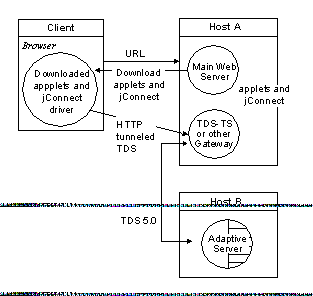 Client
Host A
Browser
URL
Downloaded
appplets and
jConnect
driver
Main Web
Server
Download
applets and
jConnect
applets and
jConnect
HTTP
tunneled
TDS
TDS- TS
or other
Gateway
Host B
TDS 5.0
Adaptive
Server